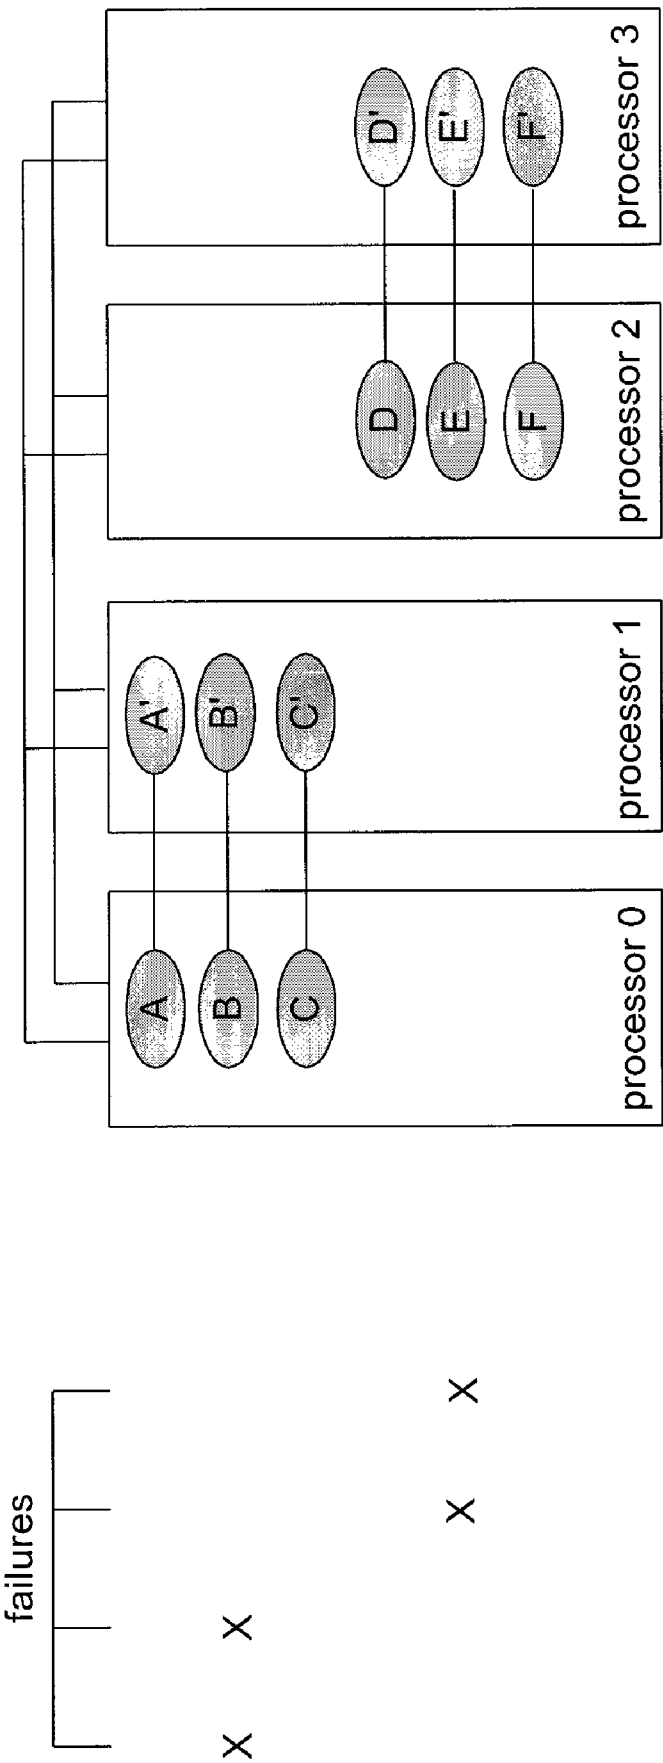 failures
X
X
X
X
A
A'
B
B'
C
C'
D
D'
E
E'
F
F'
processor 0
processor 1
processor 2
processor 3